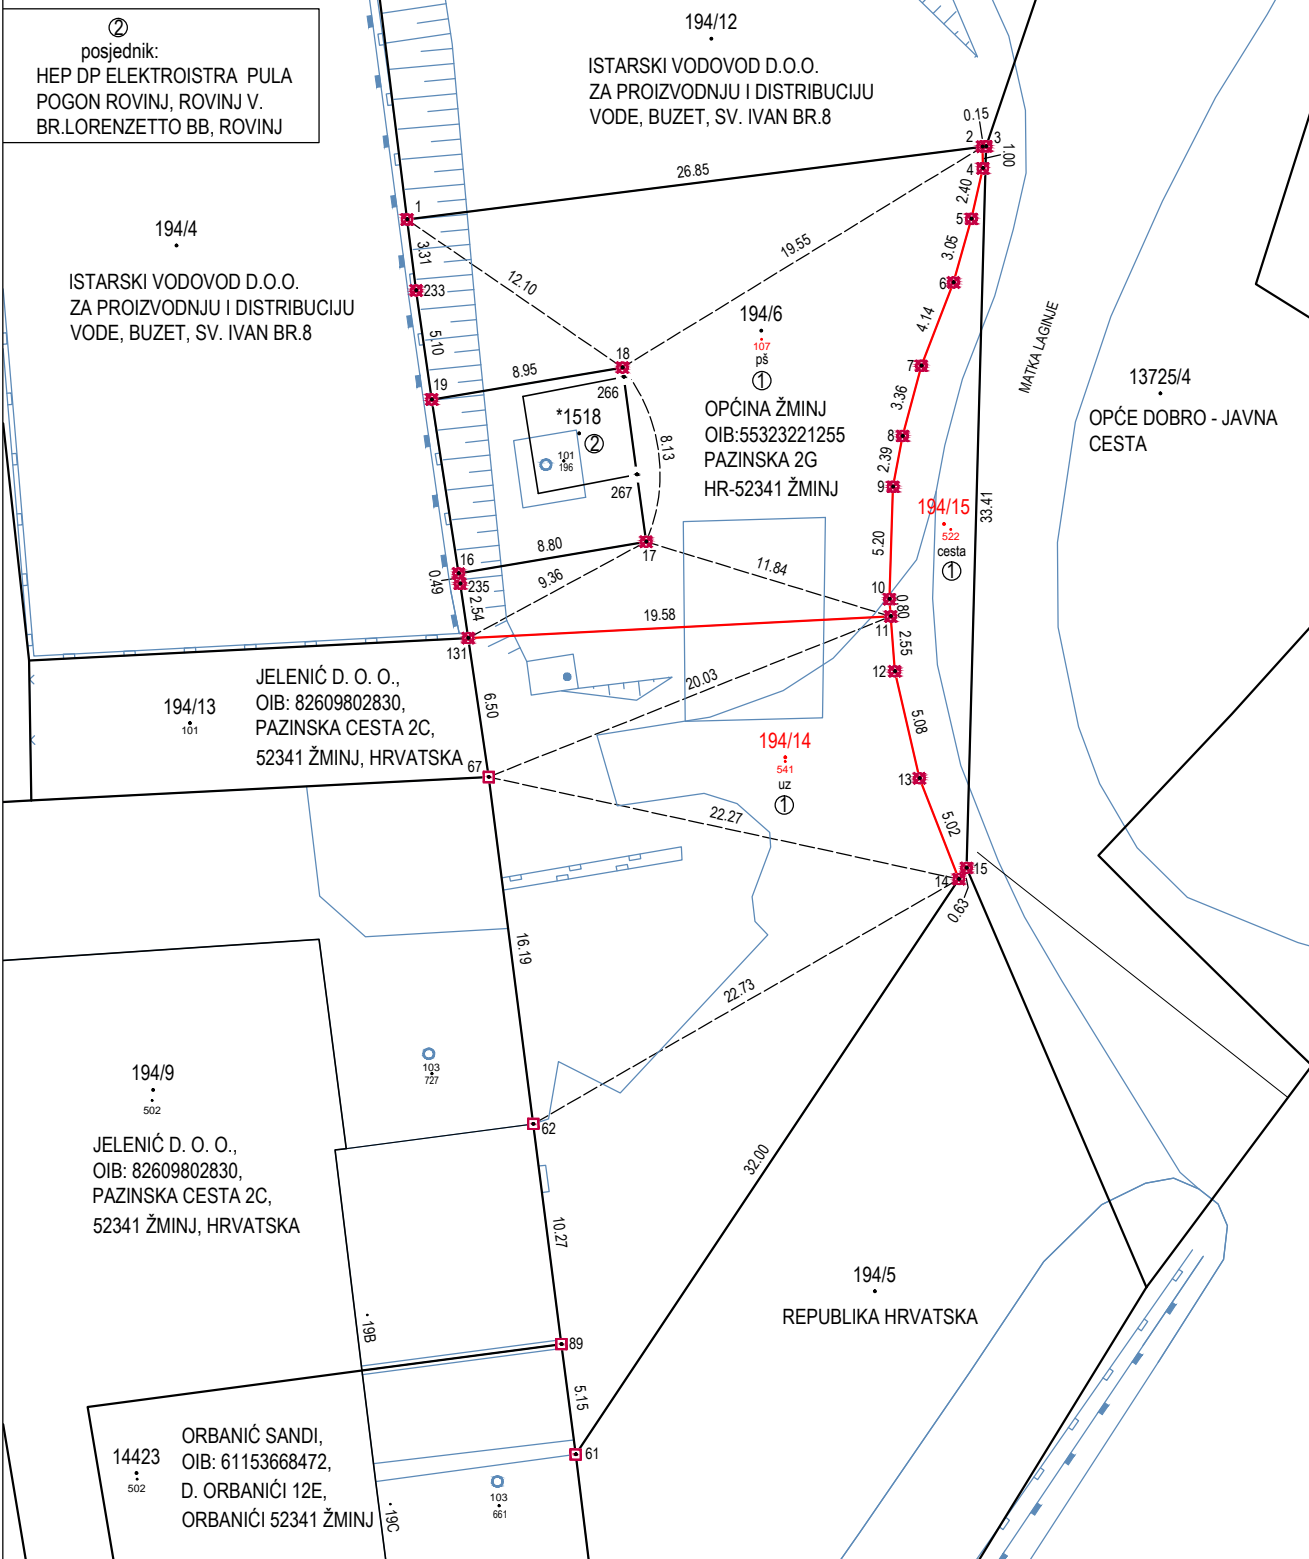 ②
posjednik:
HEP DP ELEKTROISTRA PULA
POGON ROVINJ, ROVINJ V.
BR.LORENZETTO BB, ROVINJ
194/12
ISTARSKI VODOVOD D.O.O.
ZA PROIZVODNJU I DISTRIBUCIJU
VODE, BUZET, SV. IVAN BR.8
0.15
2
3
1.00
4
26.85
2.40
1
5
194/4
3.31
19.55
3.05
12.10
ISTARSKI VODOVOD D.O.O.
ZA PROIZVODNJU I DISTRIBUCIJU
VODE, BUZET, SV. IVAN BR.8
233
6
5.10
194/6
107
pš
①
4.14
MATKA LAGINJE
18
7
8.95
19
266
13725/4
OPĆE DOBRO - JAVNA
CESTA
3.36
*1518
②
OPĆINA ŽMINJ
OIB:55323221255
PAZINSKA 2G
HR-52341 ŽMINJ
8
8.13
101
196
2.39
267
9
33.41
194/15
522
cesta
①
5.20
8.80
17
16
0.49
235
9.36
11.84
10
0.80
2.54
19.58
11
131
2.55
12
JELENIĆ D. O. O.,
OIB: 82609802830,
PAZINSKA CESTA 2C,
52341 ŽMINJ, HRVATSKA
194/13
101
6.50
20.03
5.08
194/14
541
uz
①
67
13
22.27
5.02
15
14
0.63
16.19
22.73
103
727
194/9
502
62
JELENIĆ D. O. O.,
OIB: 82609802830,
PAZINSKA CESTA 2C,
52341 ŽMINJ, HRVATSKA
32.00
10.27
194/5
REPUBLIKA HRVATSKA
19B
89
5.15
ORBANIĆ SANDI,
OIB: 61153668472,
D. ORBANIĆI 12E,
ORBANIĆI 52341 ŽMINJ
14423
502
61
103
661
19C